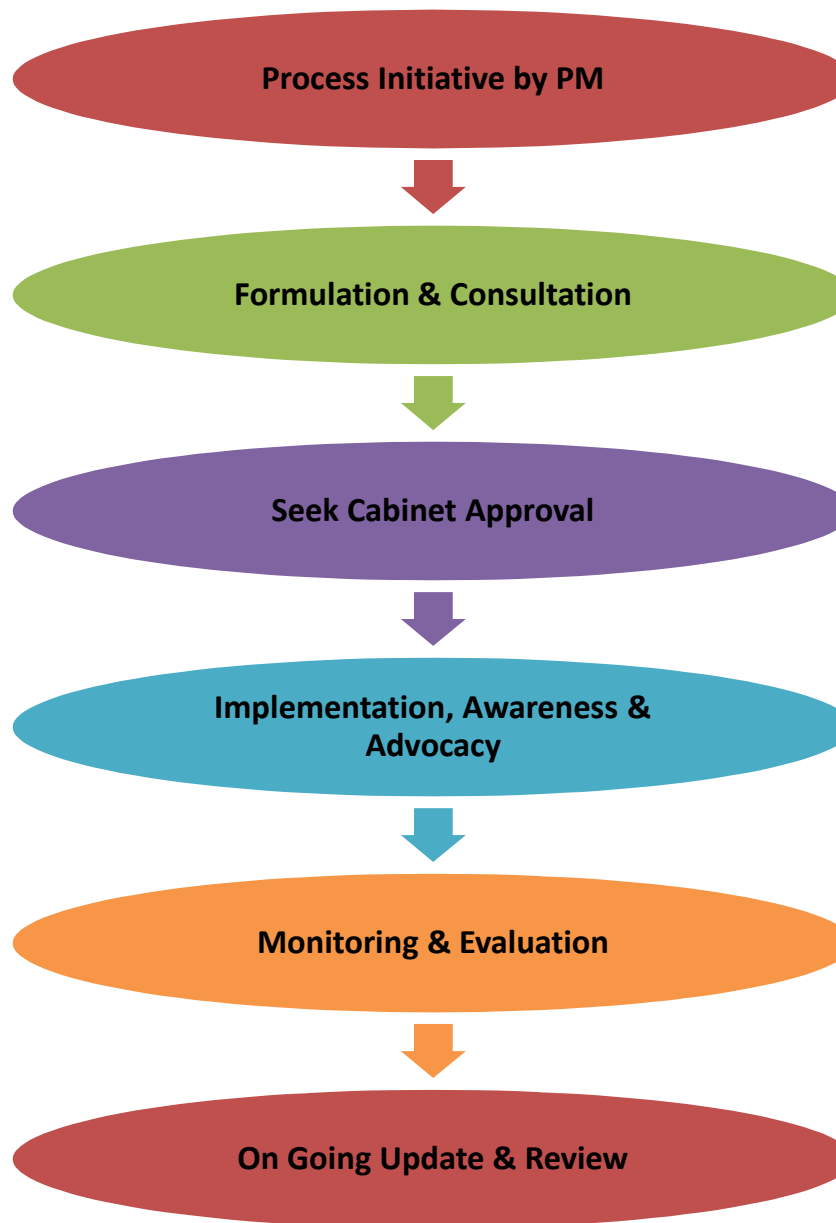 Process Initiative by PM
Formulation & Consultation
Seek Cabinet Approval
Implementation, Awareness &
Advocacy
Monitoring & Evaluation
On Going Update & Review